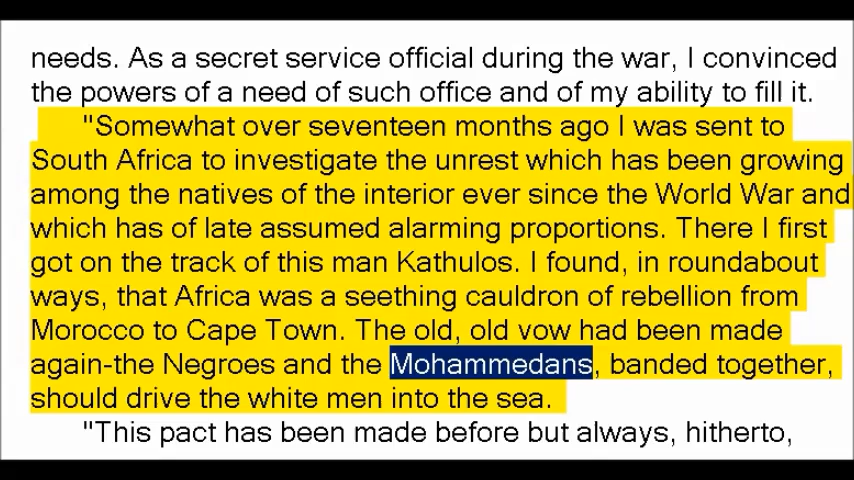 needs. As a secret service official during the war, I convinced
the powers of a need of such office and of my ability to fill it.
"Somewhat over seventeen months ago I was sent to
South Africa to investigate the unrest which has been growing
among the natives of the interior ever since the World War and
which has of late assumed alarming proportions. There I first
got on the track of this man Kathulos. I found, in roundabout
ways, that Africa was a seething cauldron of rebellion from
Morocco to Cape Town. The old, old vow had been made
again-the Negroes and the Mohammedans, banded together,
should drive the white men into the sea.
"This pact has been made before but always, hitherto,